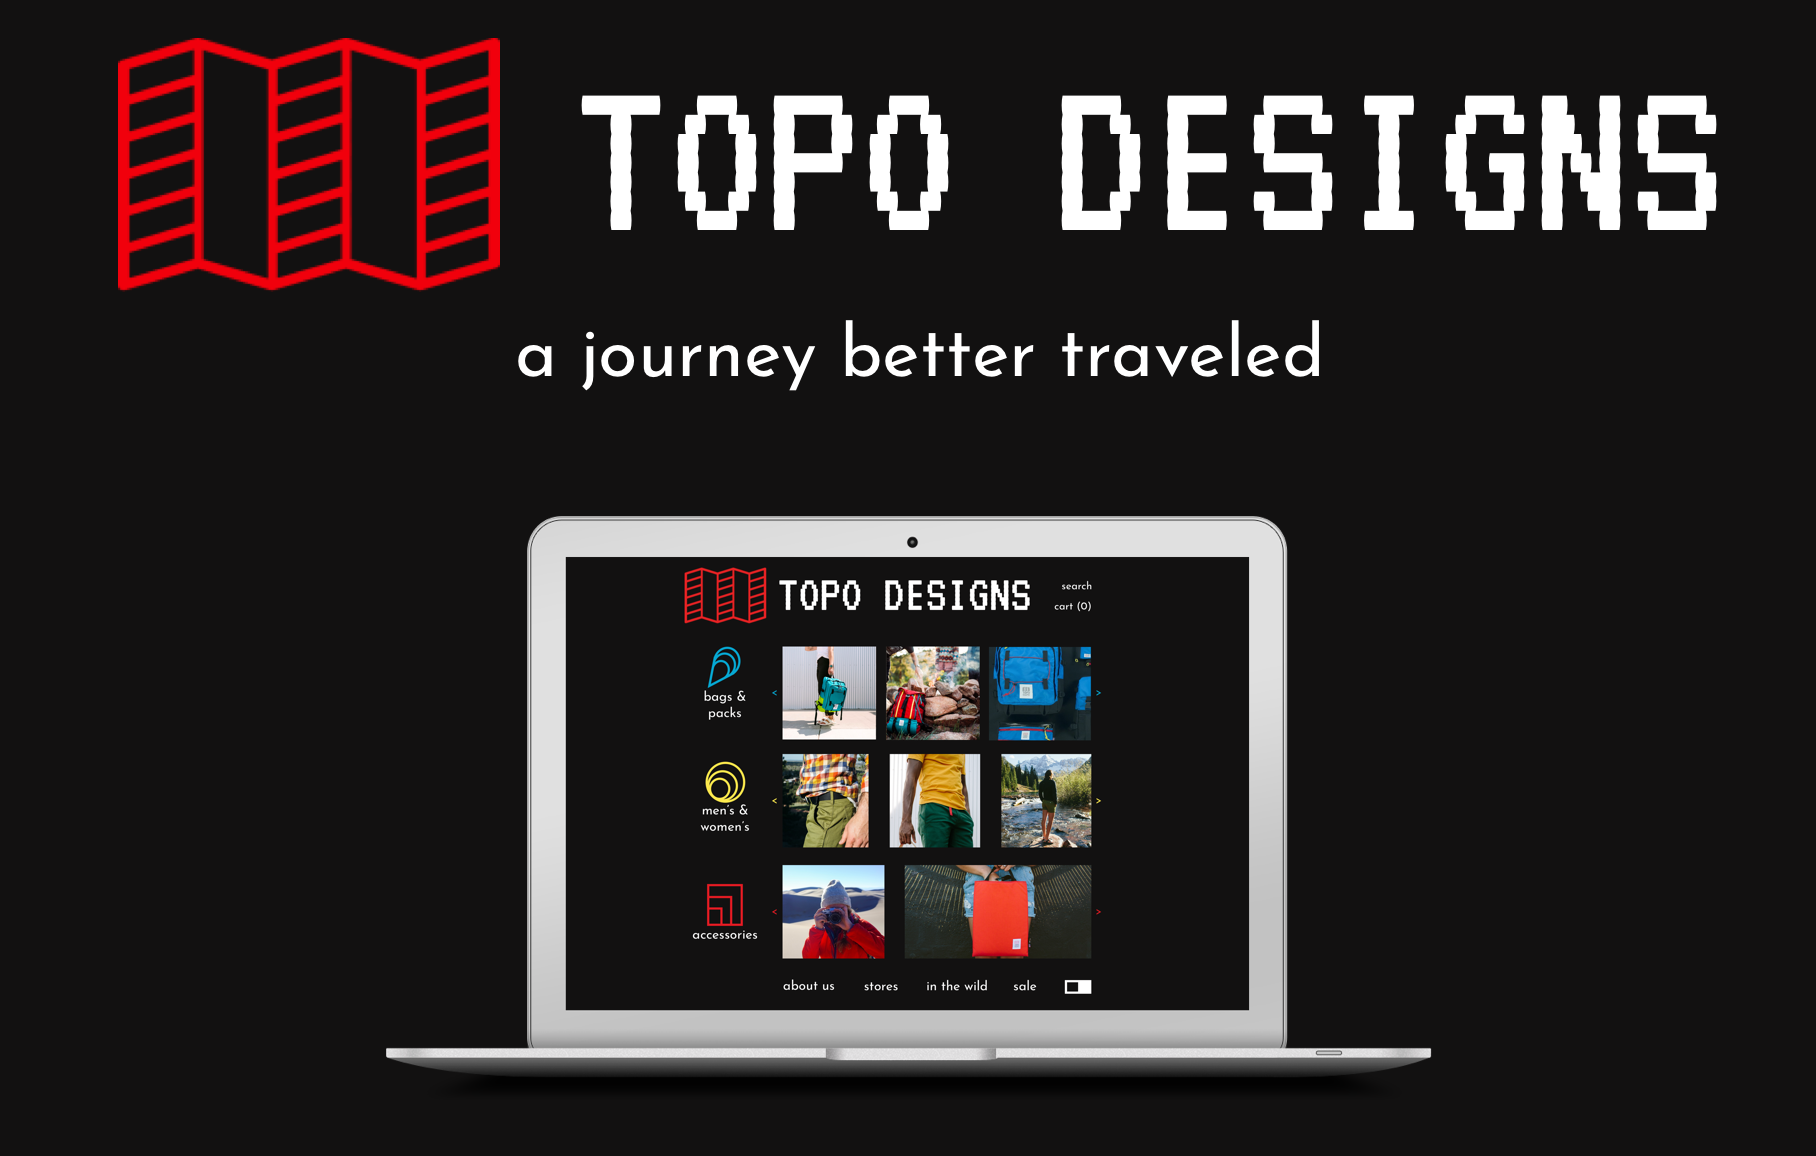 TOPO DESIGNS
a journey better traveled
TOPO DESIGNS
search
cart (0)
bags &
packs
<
>
men's &
women's
<
>
accessories
<
>
about us stores in the wild sale